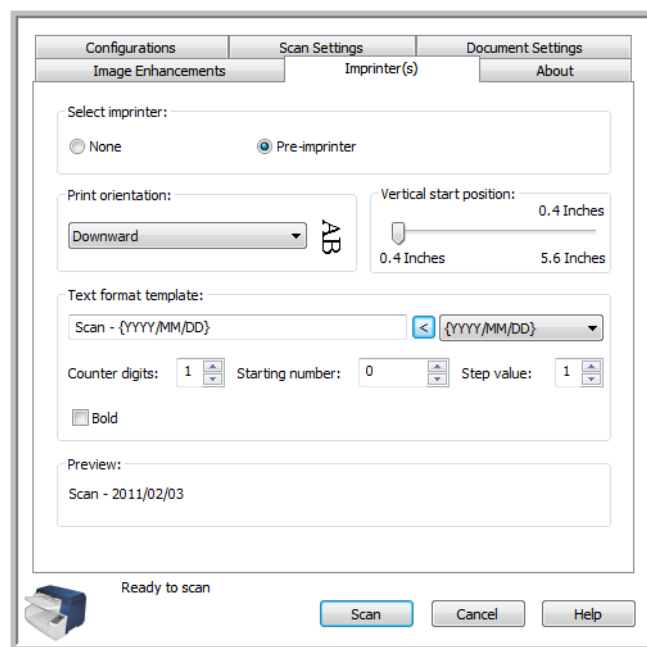 Configurations Scan Settings Document Settings
Image Enhancements Imprinter(s) About
Select imprinter:
None Pre-imprinter
Print orientation: Vertical start position:
0.4 Inches
Downward AB
0.4 Inches 5.6 Inches
Text format template:
Scan - {YYYY/MM/DD} < {YYYY/MM/DD}
Counter digits: 1 Starting number: 0 Step value: 1
Bold
Preview:
Scan - 2011/02/03
Ready to scan
Scan Cancel Help